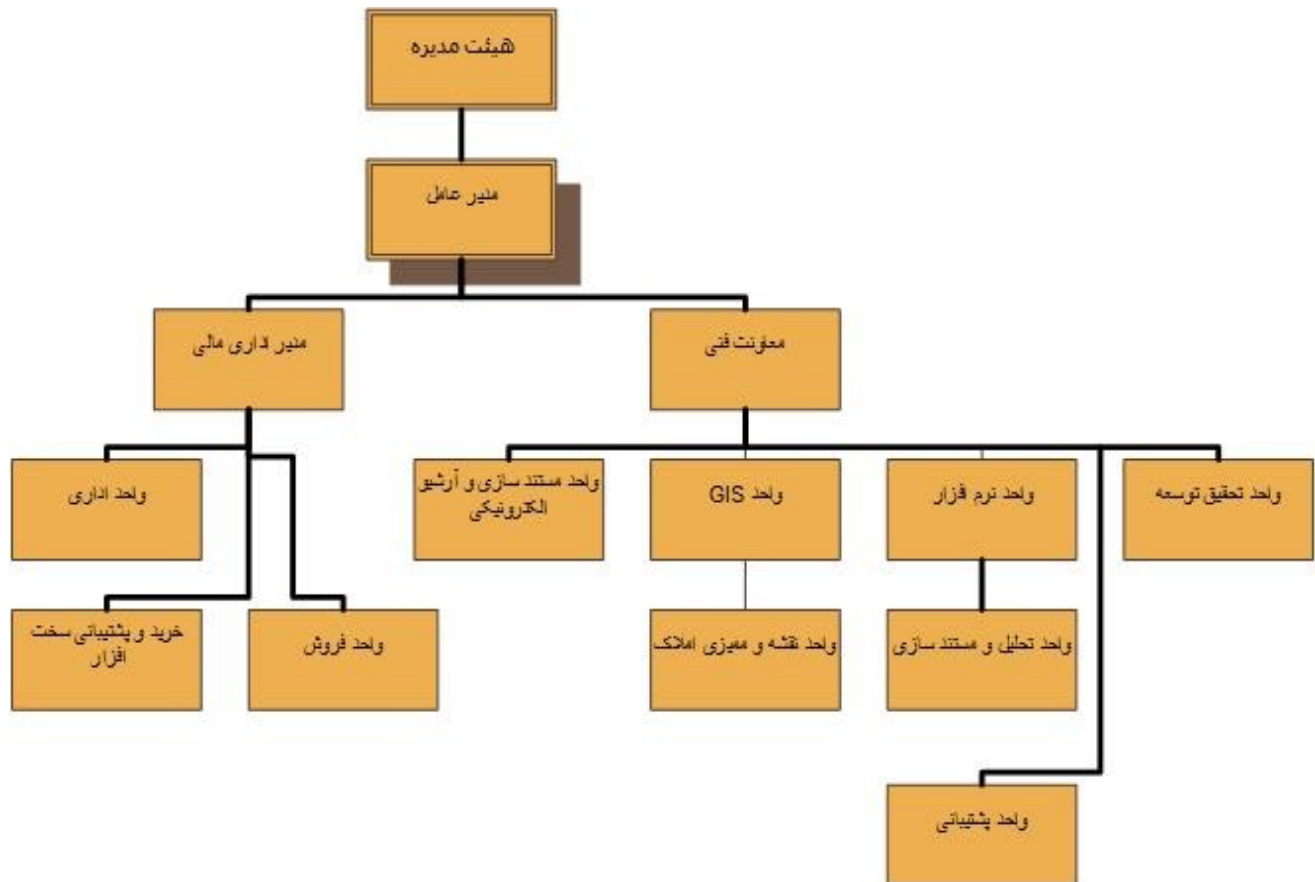 هیئت مدیره
مدیر عامل
معاونت فنی
مدیر اداری مالی
واحد تحقیق توسعه
واحد نرم افزار
واحد GIS
واحد مستند سازی و آرشیو
الکترونیکی
واحد اداری
واحد تحلیل و مستند سازی
واحد نقشه و ممیزی املاک
واحد فروش
خرید و پشتیبانی سخت
افزار
واحد پشتیبانی